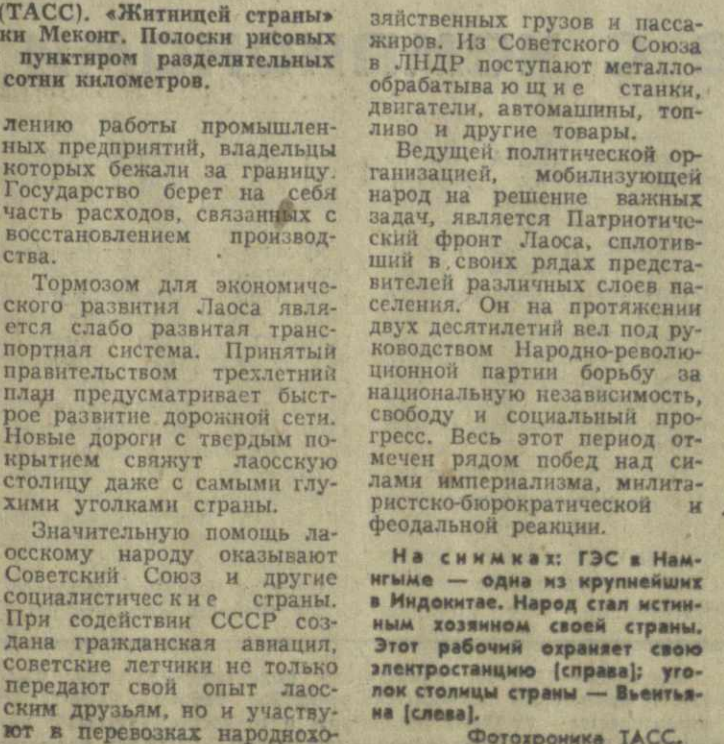 (ТАСС). «Житницей страны»
ки Меконг. Полоски рисовых
пунктиром разделительных
сотни километров.
лению работы промышлен-
ных предприятий, владельцы
которых бежали за границу.
Государство берет на себя
часть расходов, связанных с
восстановлением производ-
ства.
Тормозом для экономиче-
ского развития Лаоса явля-
ется слабо развитая транс-
портная система. Принятый
правительством трехлетний
план предусматривает быст-
рое развитие дорожной сети.
Новые дороги с твердым по-
крытием свяжут лаосскую
столицу даже с самыми глу-
хими уголками страны.
Значительную помощь ла-
осскому народу оказывают
Советский Союз и другие
социалистические страны.
При содействии СССР соз-
дана гражданская авиация,
советские летчики не только
передают свой опыт лаос-
ским друзьям, но и участву-
ют в перевозках народнохо-
зяйственных грузов и пасса-
жиров. Из Советского Союза
в ЛНДР поступают металло-
обрабатывающие станки,
двигатели, автомашины, топ-
ливо и другие товары.
Ведущей политической ор-
ганизацией, мобилизующей
народ на решение важных
задач, является Патриотиче-
ский фронт Лаоса, сплотив-
ший в своих рядах предста-
вителей различных слоев на-
селения. Он на протяжении
двух десятилетий вел под ру-
ководством Народно-револю-
ционной партии борьбу за
национальную независимость,
свободу и социальный про-
гресс. Весь этот период от-
мечен рядом побед над си-
лами империализма, милита-
ристско-бюрократической и
феодальной реакции.
На снимках: ГЭС в Нам-
нгыме — одна из крупнейших
в Индокитае. Народ стал истин-
ным хозяином своей страны.
Этот рабочий охраняет свою
электростанцию [справа]; уго-
лок столицы страны — Вьентья-
на [слева].
Фотохроника ТАСС.